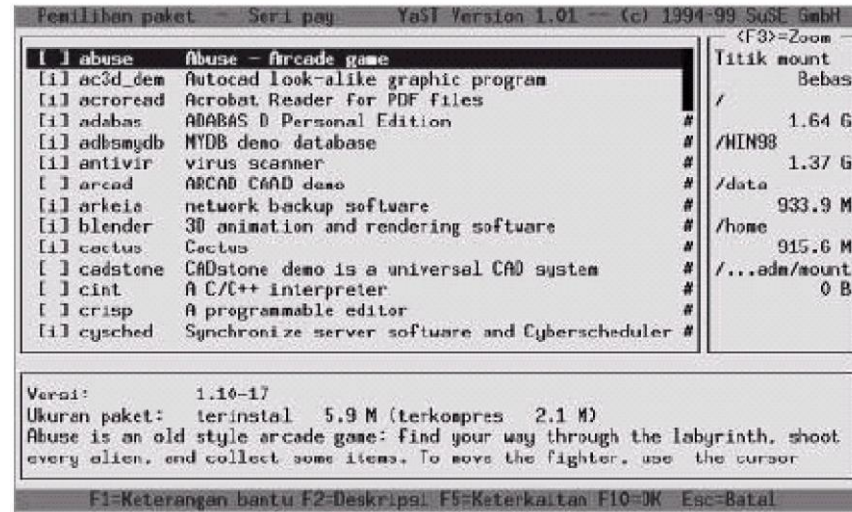 Pemilihan paket - Seri pay YaST Version 1.01 -- (c) 1994-99 SuSE GmbH
<F3>=Zoom
[ ] abuse Abuse - Arcade game
Titik mount
[i] ac3d_dem Autocad look-alike graphic program
Bebas
[i] acroread Acrobat Reader for PDF files
/
[i] adabas ADABAS D Personal Edition #
1.64 G
[i] adbsmydb MYDB demo database #
/WIN98
[i] antivir virus scanner #
1.37 G
[ ] arcad ARCAD CAAD demo #
/data
[i] arkeia network backup software #
933.9 M
[i] blender 3D animation and rendering software #
/home
[i] cactus Cactus #
915.6 M
[ ] cadstone CADstone demo is a universal CAD system #
/...adm/mount
[ ] cint A C/C++ interpreter #
0 B
[ ] crisp A programmable editor #
[i] cysched Synchronize server software and Cyberscheduler #
Versi: 1.10-17
Ukuran paket: terinstal 5.9 M (terkompres 2.1 M)
Abuse is an old style arcade game: find your way through the labyrinth, shoot
every alien, and collect some items. To move the fighter, use the cursor
F1=Keterangan bantu F2=Deskripsi F5=Keterkaitan F10=OK Esc=Batal